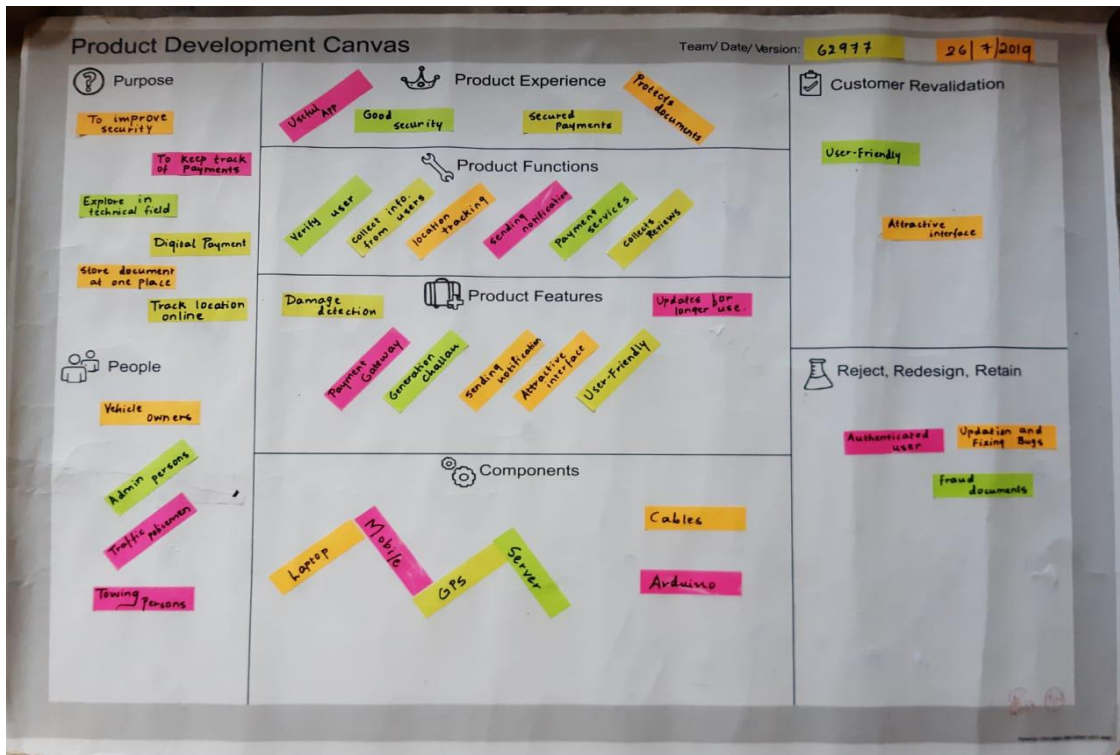 Product Development Canvas
Team/ Date/ Version:
62977
26/7/2019
Purpose
To improve
security
To keep track
of payments
Explore in
technical field
Digital Payment
Store document
at one place
Track location
online
People
Vehicle
owners
Admin persons
Traffic policemen
Towing
Persons
Product Experience
Useful
App
Good
security
Secured
Payments
Protects
documents
Product Functions
Verify user
collect info.
from users
location
tracking
sending
notification
Payment
services
collects
Reviews
Product Features
Damage
detection
Updates for
longer use.
Payment
Gateway
Generation
challan
Sending
notification
Attractive
interface
User-Friendly
Components
Laptop
Mobile
GPS
Server
Cables
Arduino
Customer Revalidation
User-Friendly
Attractive
interface
Reject, Redesign, Retain
Authenticated
user
Updation and
Fixing Bugs
fraud
documents